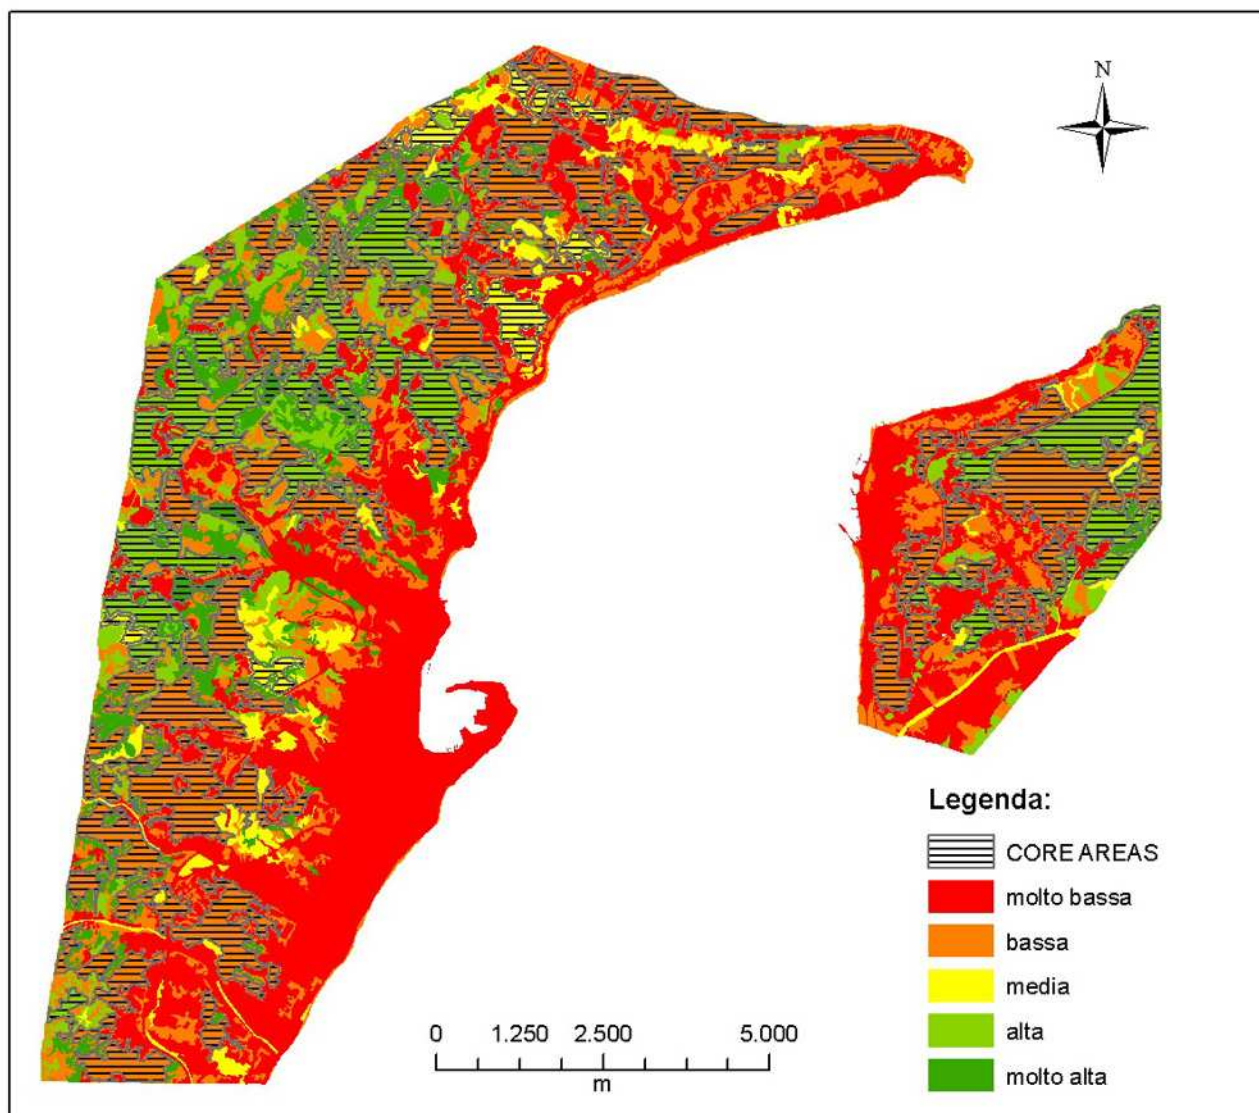 N
Legenda:
CORE AREAS
molto bassa
bassa
media
alta
molto alta
0 1.250 2.500 5.000
m